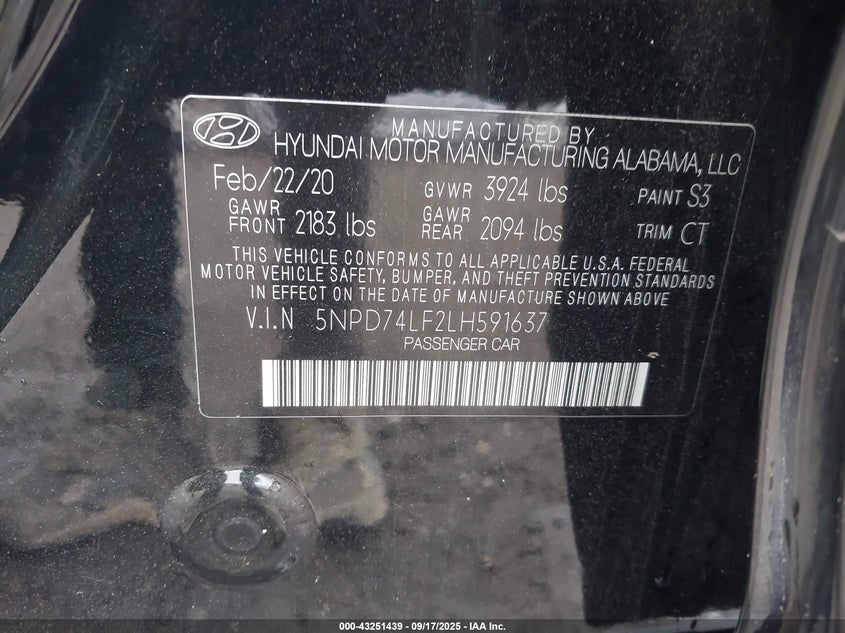 MANUFACTURED BY
HYUNDAI MOTOR MANUFACTURING ALABAMA, LLC
Feb/22/20 GVWR 3924 lbs PAINT S3
GAWR FRONT 2183 lbs GAWR REAR 2094 lbs TRIM CT
THIS VEHICLE CONFORMS TO ALL APPLICABLE U.S.A. FEDERAL
MOTOR VEHICLE SAFETY, BUMPER, AND THEFT PREVENTION STANDARDS
IN EFFECT ON THE DATE OF MANUFACTURE SHOWN ABOVE.
V.I.N 5NPD74LF2LH591637
PASSENGER CAR
000-43251439 - 09/17/2025 - IAA Inc.